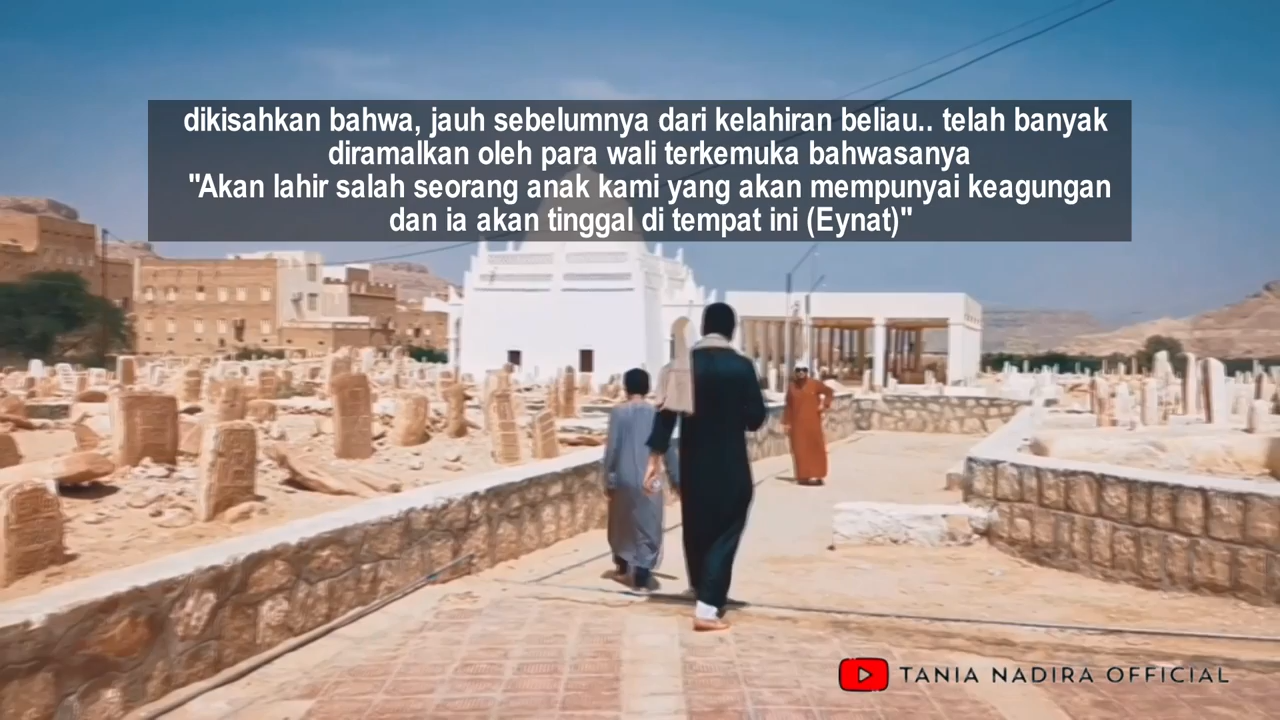 dikisahkan bahwa, jauh sebelumnya dari kelahiran beliau.. telah banyak
diramalkan oleh para wali terkemuka bahwasanya
"Akan lahir salah seorang anak kami yang akan mempunyai keagungan
dan ia akan tinggal di tempat ini (Eynat)"
TANIA NADIRA OFFICIAL